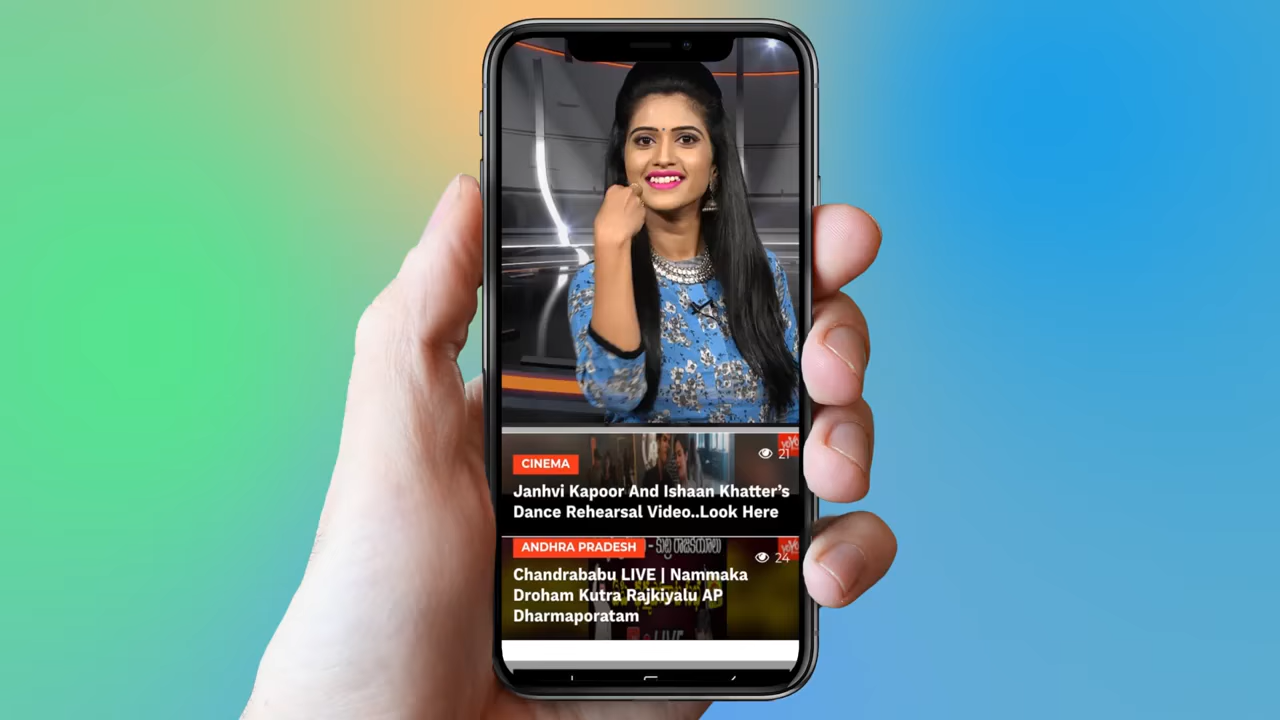 CINEMA
21
Janhvi Kapoor And Ishaan Khatter's
Dance Rehearsal Video..Look Here
ANDHRA PRADESH
24
Chandrababu LIVE | Nammaka
Droham Kutra Rajkiyalu AP
Dharmaporatam
LIVE